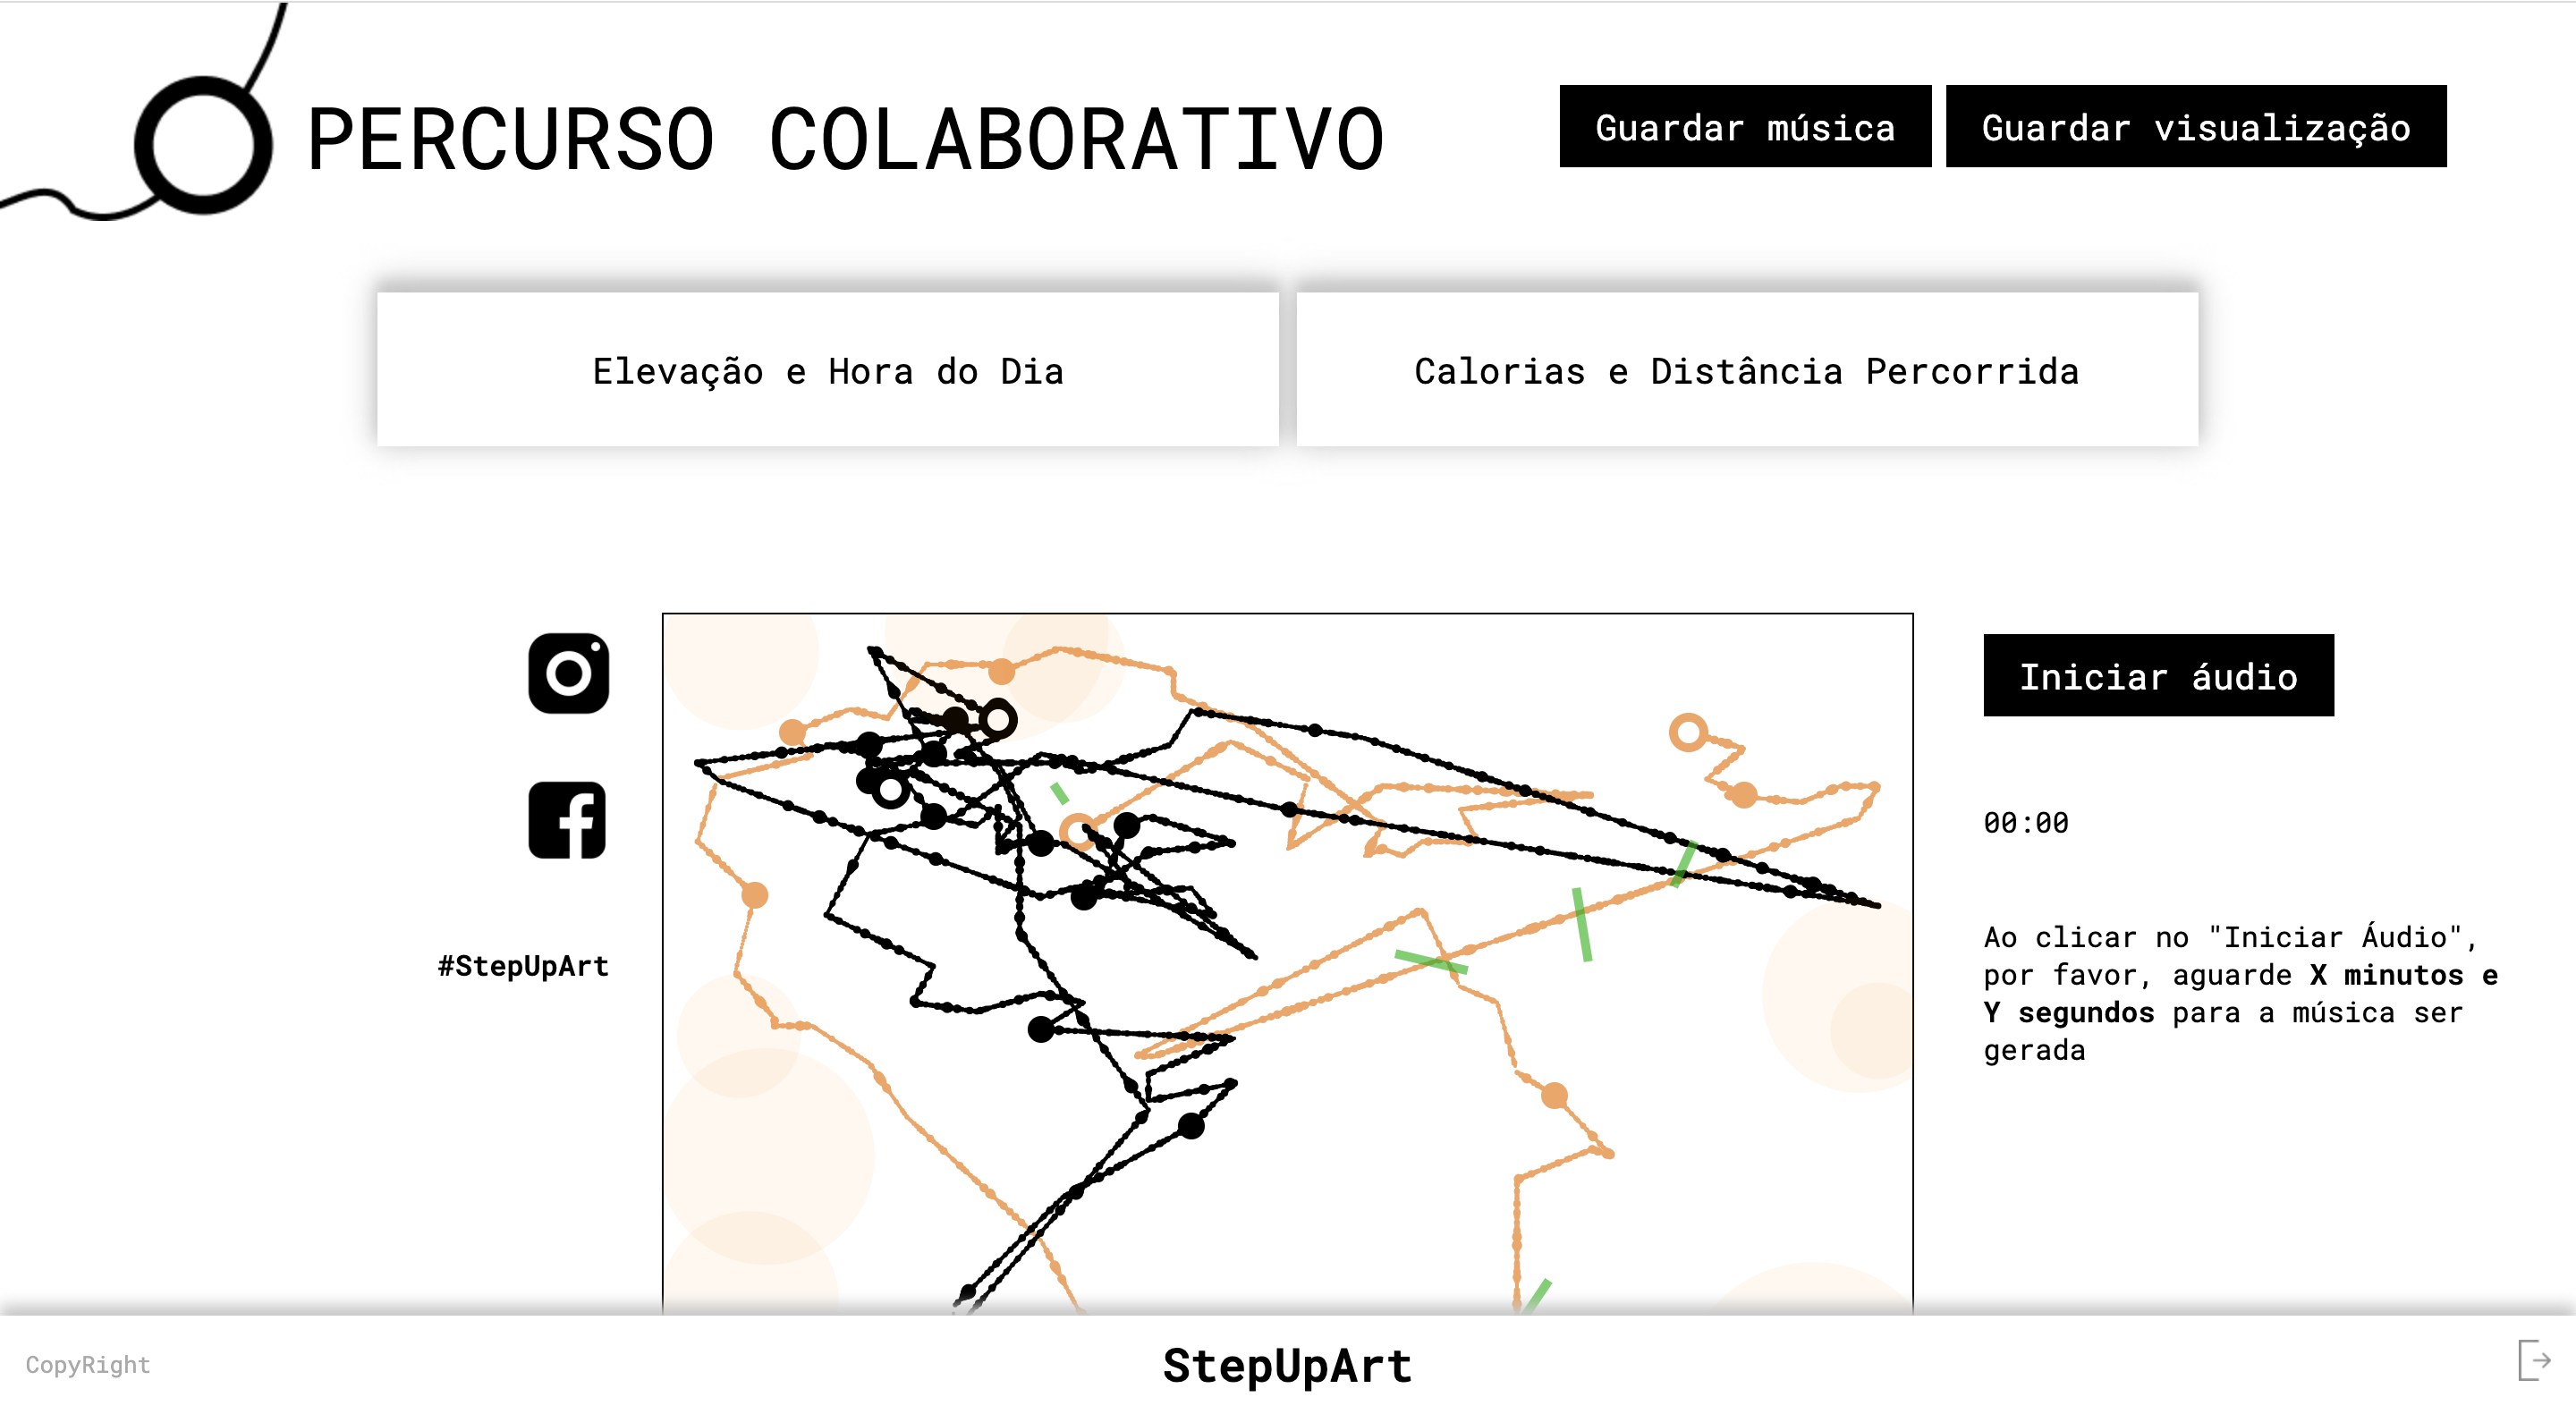 PERCURSO COLABORATIVO
Guardar música
Guardar visualização
Elevação e Hora do Dia
Calorias e Distância Percorrida
#StepUpArt
Iniciar áudio
00:00
Ao clicar no "Iniciar Áudio",
por favor, aguarde X minutos e
Y segundos para a música ser
gerada
CopyRight
StepUpArt